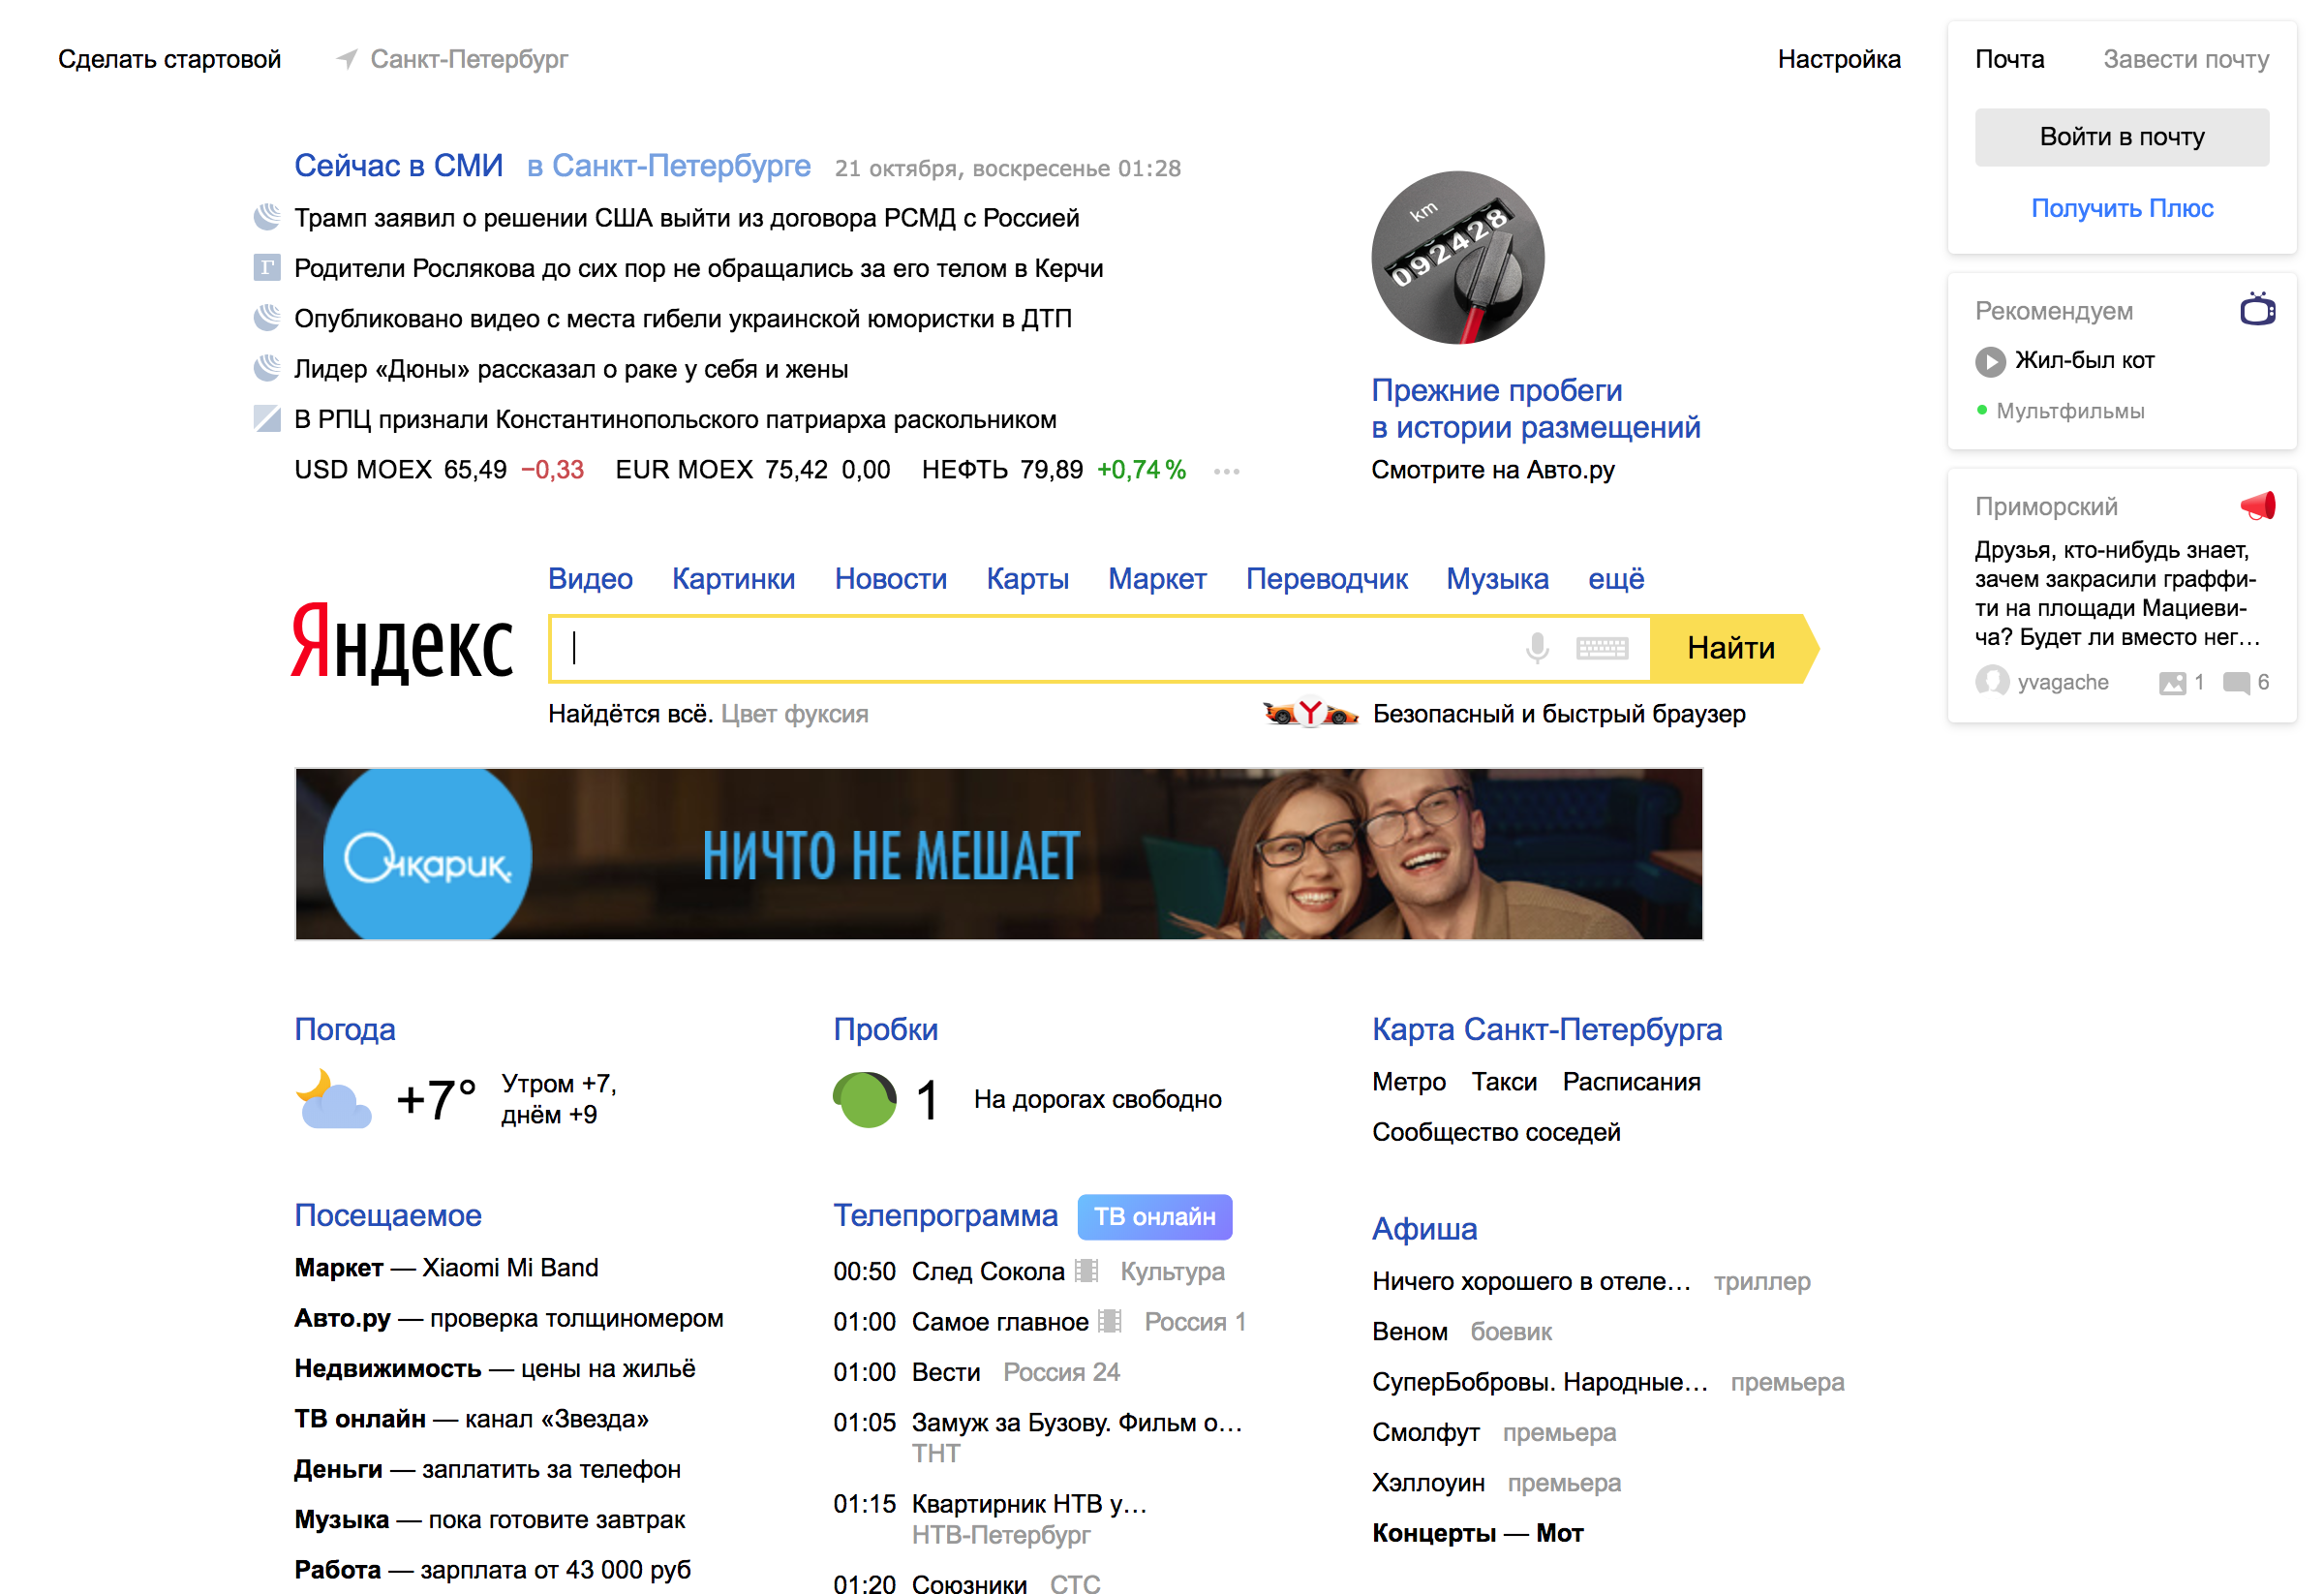 Сделать стартовой
Санкт-Петербург
Настройка
Почта
Завести почту
Войти в почту
Получить Плюс
Сейчас в СМИ
в Санкт-Петербурге
21 октября, воскресенье 01:28
Трамп заявил о решении США выйти из договора РСМД с Россией
Г
Родители Рослякова до сих пор не обращались за его телом в Керчи
Опубликовано видео с места гибели украинской юмористки в ДТП
Лидер «Дюны» рассказал о раке у себя и жены
В РПЦ признали Константинопольского патриарха раскольником
USD MOEX 65,49 −0,33 EUR MOEX 75,42 0,00 НЕФТЬ 79,89 +0,74 % ...
km
092428
Прежние пробеги
в истории размещений
Смотрите на Авто.ру
Рекомендуем
Жил-был кот
Мультфильмы
Приморский
Друзья, кто-нибудь знает,
зачем закрасили граффи-
ти на площади Мациеви-
ча? Будет ли вместо нег...
yvagache 1 6
Видео Картинки Новости Карты Маркет Переводчик Музыка ещё
Яндекс
Найти
Найдётся всё. Цвет фуксия
Y
Безопасный и быстрый браузер
Очкарик.
НИЧТО НЕ МЕШАЕТ
Погода
+7°
Утром +7,
днём +9
Пробки
1 На дорогах свободно
Карта Санкт-Петербурга
Метро Такси Расписания
Сообщество соседей
Посещаемое
Маркет — Xiaomi Mi Band
Авто.ру — проверка толщиномером
Недвижимость — цены на жильё
ТВ онлайн — канал «Звезда»
Деньги — заплатить за телефон
Музыка — пока готовите завтрак
Работа — зарплата от 43 000 руб
Телепрограмма ТВ онлайн
00:50 След Сокола Культура
01:00 Самое главное Россия 1
01:00 Вести Россия 24
01:05 Замуж за Бузову. Фильм о...
ТНТ
01:15 Квартирник НТВ у...
НТВ-Петербург
01:20 Союзники СТС
Афиша
Ничего хорошего в отеле... триллер
Веном боевик
СуперБобровы. Народные... премьера
Смолфут премьера
Хэллоуин премьера
Концерты — Мот